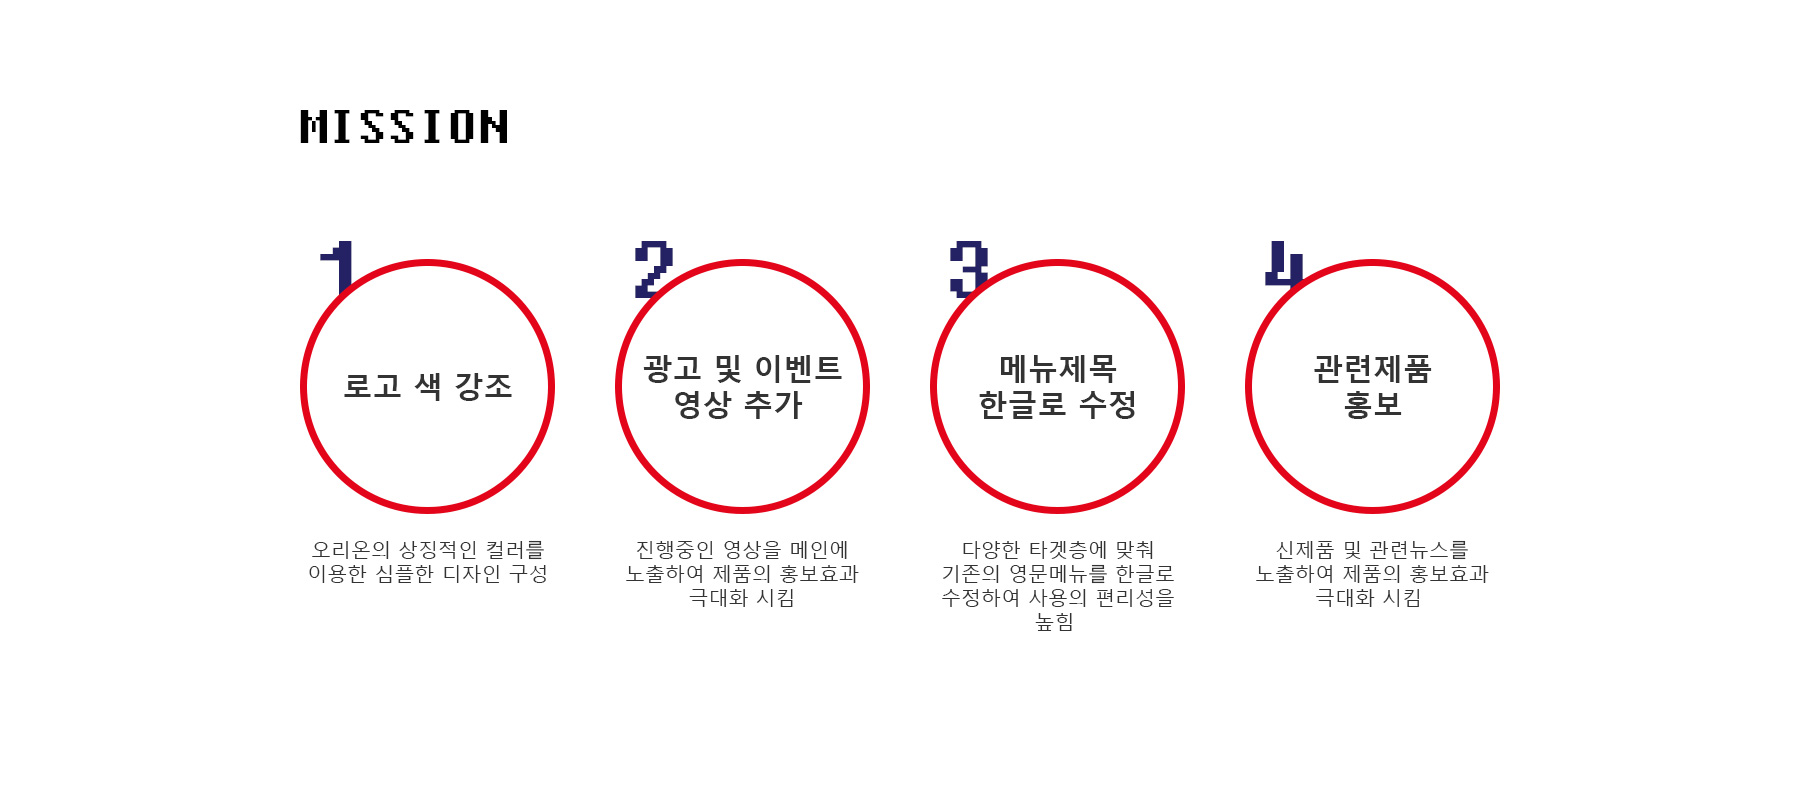 MISSION
1
로고 색 강조
오리온의 상징적인 컬러를
이용한 심플한 디자인 구성
2
광고 및 이벤트
영상 추가
진행중인 영상을 메인에
노출하여 제품의 홍보효과
극대화 시킴
3
메뉴제목
한글로 수정
다양한 타겟층에 맞춰
기존의 영문메뉴를 한글로
수정하여 사용의 편리성을
높힘
4
관련제품
홍보
신제품 및 관련뉴스를
노출하여 제품의 홍보효과
극대화 시킴